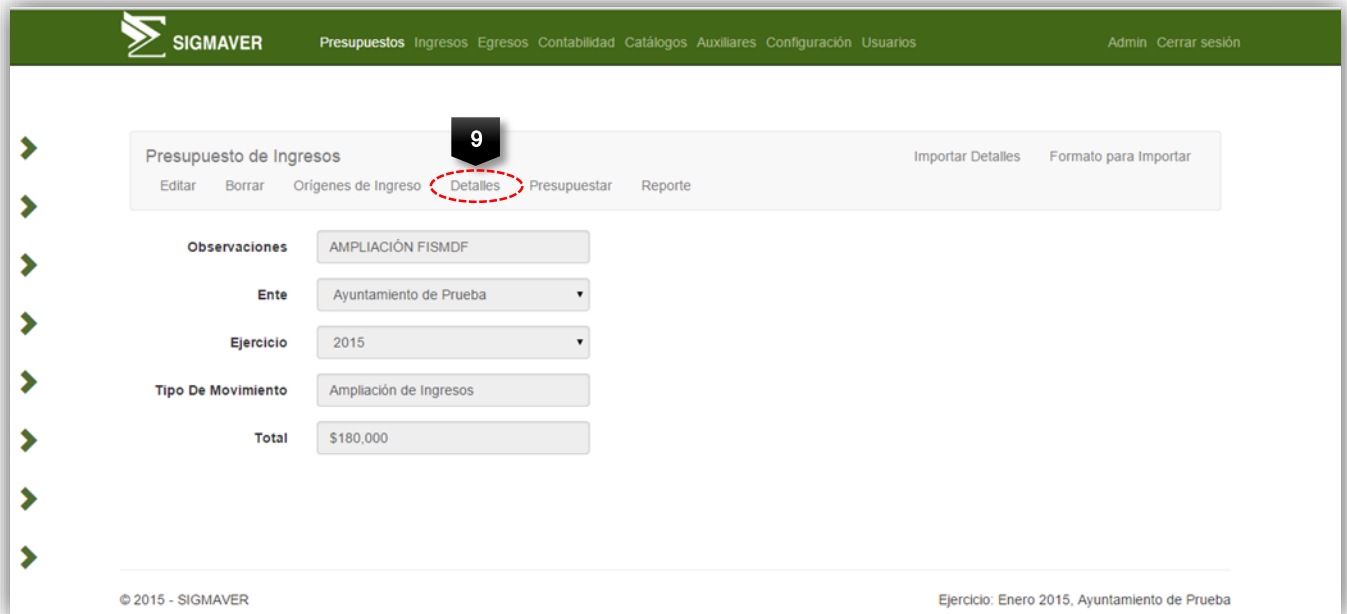 SIGMAVER Presupuestos Ingresos Egresos Contabilidad Catálogos Auxiliares Configuración Usuarios Admin Cerrar sesión
9
Presupuesto de Ingresos Importar Detalles Formato para Importar
Editar Borrar Orígenes de Ingreso Detalles Presupuestar Reporte
Observaciones AMPLIACIÓN FISMDF
Ente Ayuntamiento de Prueba
Ejercicio 2015
Tipo De Movimiento Ampliación de Ingresos
Total $180,000
© 2015 - SIGMAVER Ejercicio: Enero 2015, Ayuntamiento de Prueba